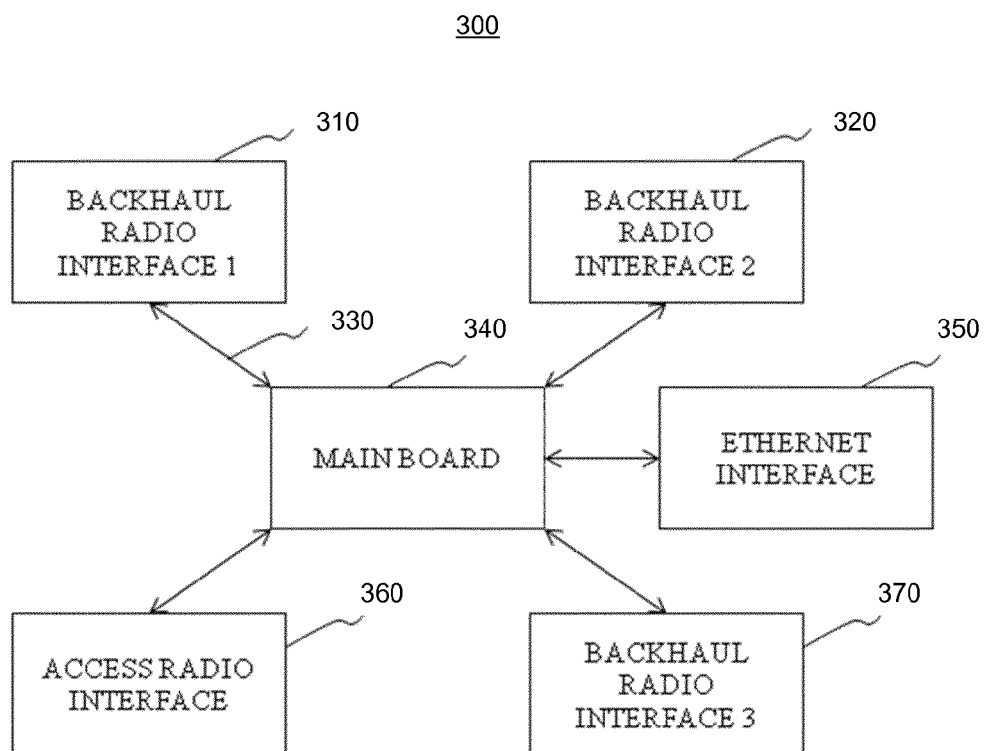 300
310
320
BACKHAUL
RADIO
INTERFACE 1
BACKHAUL
RADIO
INTERFACE 2
330
340
350
MAIN BOARD
ETHERNET
INTERFACE
360
370
ACCESS RADIO
INTERFACE
BACKHAUL
RADIO
INTERFACE 3